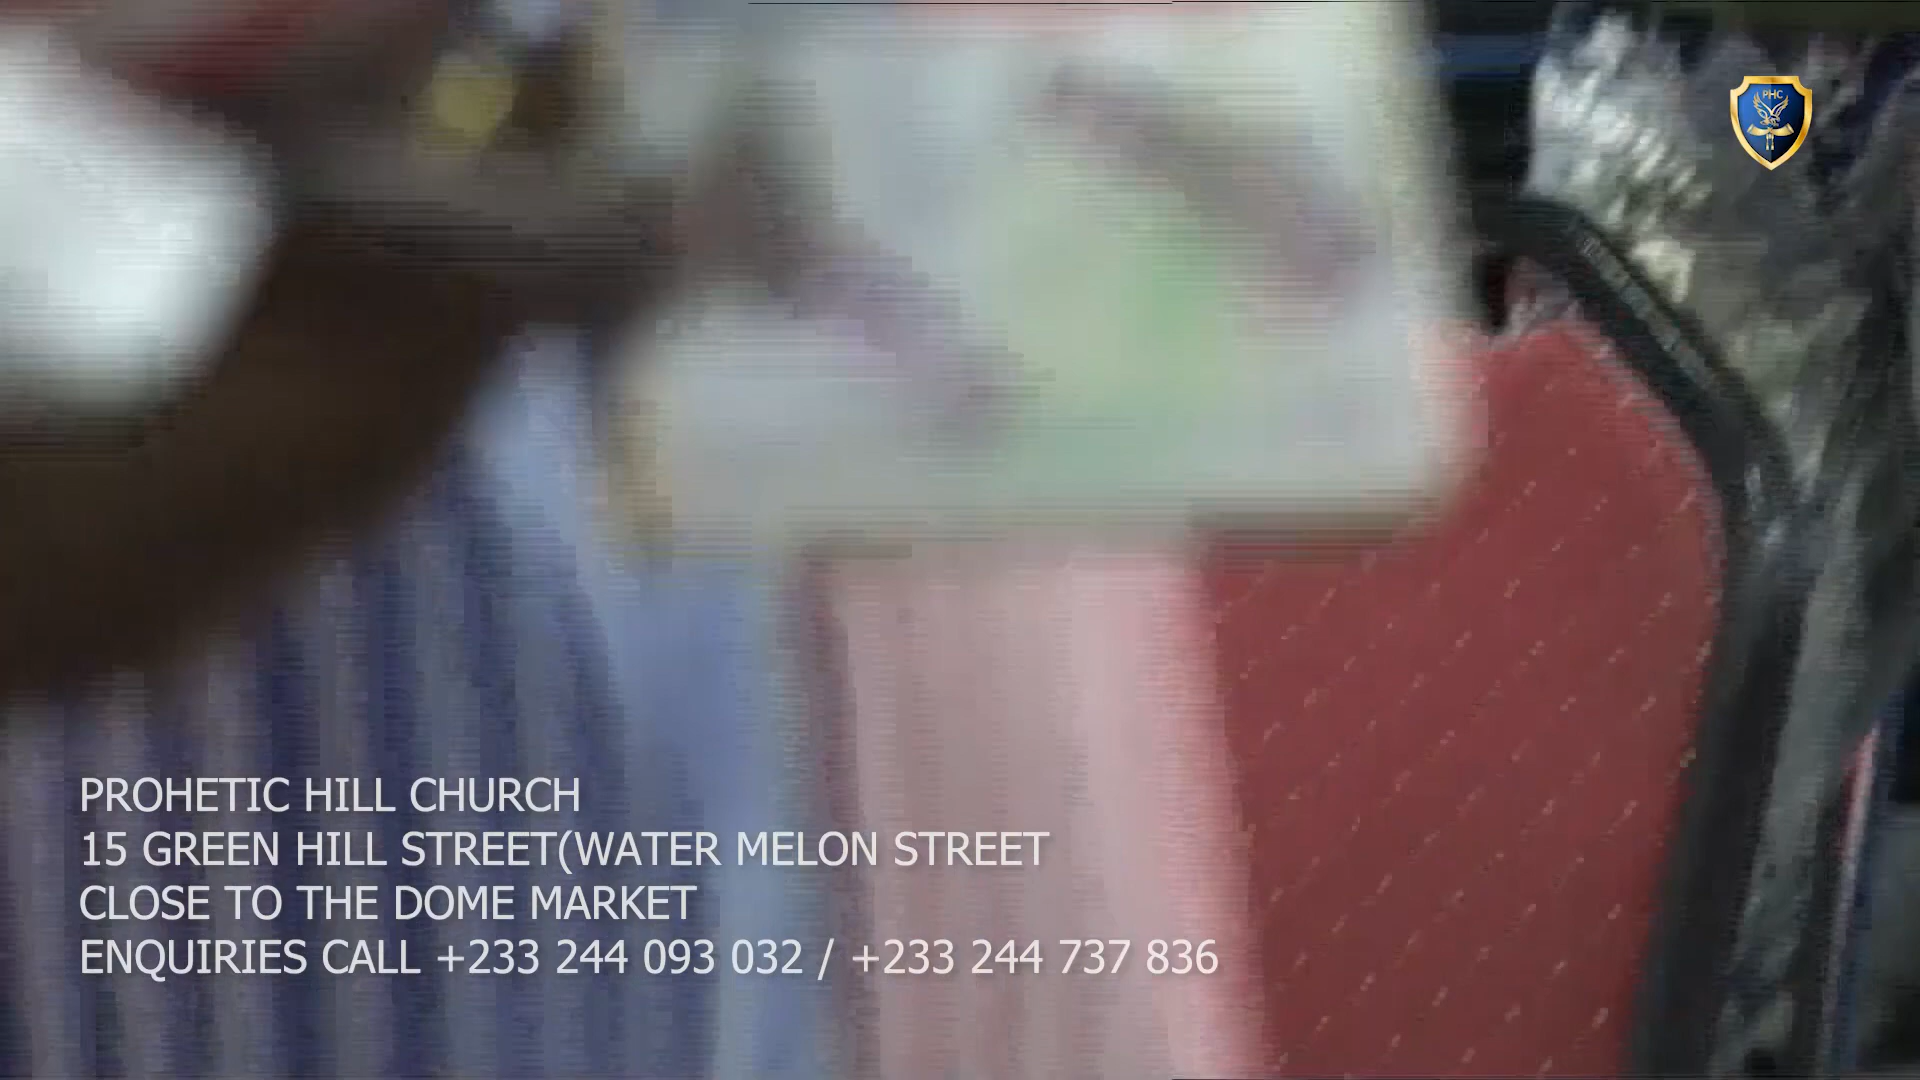 PHC
PROHETIC HILL CHURCH
15 GREEN HILL STREET(WATER MELON STREET
CLOSE TO THE DOME MARKET
ENQUIRIES CALL +233 244 093 032 / +233 244 737 836